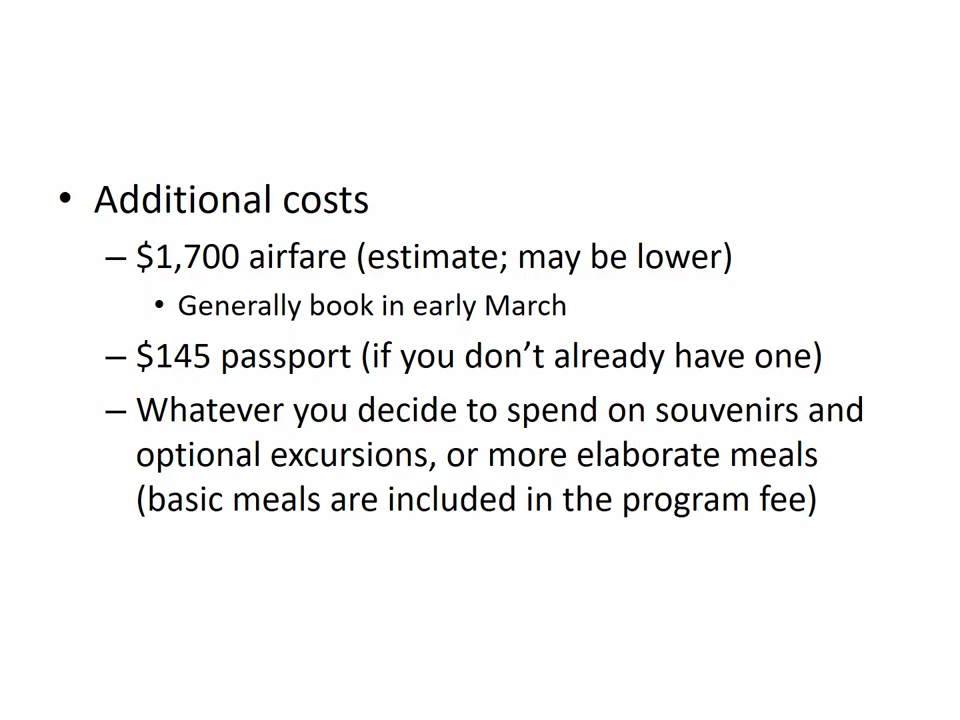 • Additional costs
– $1,700 airfare (estimate; may be lower)
• Generally book in early March
– $145 passport (if you don’t already have one)
– Whatever you decide to spend on souvenirs and
optional excursions, or more elaborate meals
(basic meals are included in the program fee)